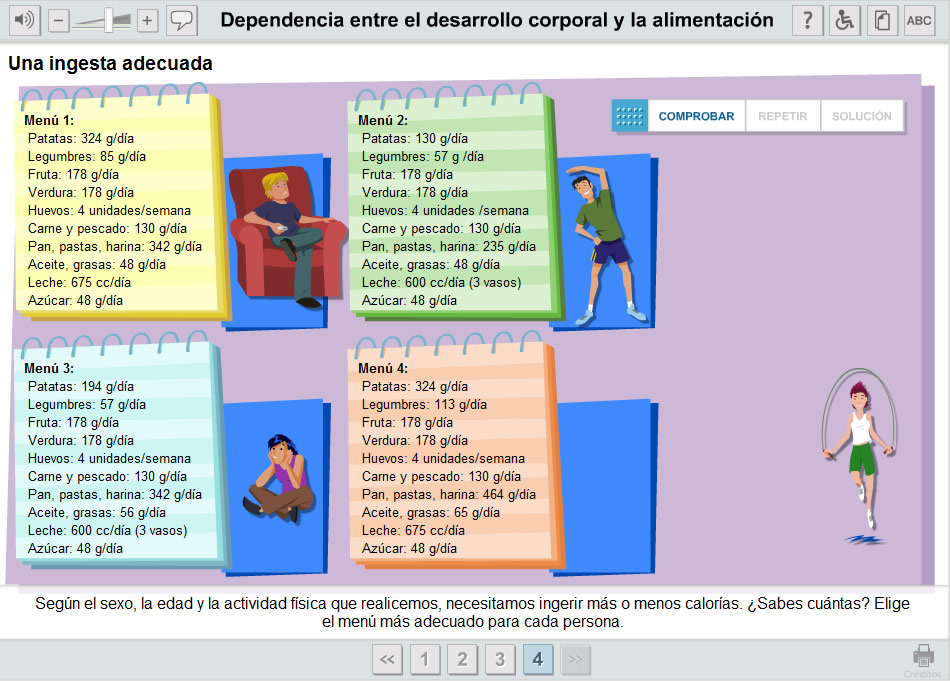 Dependencia entre el desarrollo corporal y la alimentación
?
ABC
Una ingesta adecuada
COMPROBAR
REPETIR
SOLUCIÓN
Menú 1:
Patatas: 324 g/día
Legumbres: 85 g/día
Fruta: 178 g/día
Verdura: 178 g/día
Huevos: 4 unidades/semana
Carne y pescado: 130 g/día
Pan, pastas, harina: 342 g/día
Aceite, grasas: 48 g/día
Leche: 675 cc/día
Azúcar: 48 g/día
Menú 2:
Patatas: 130 g/día
Legumbres: 57 g /día
Fruta: 178 g/día
Verdura: 178 g/día
Huevos: 4 unidades /semana
Carne y pescado: 130 g/día
Pan, pastas, harina: 235 g/día
Aceite, grasas: 48 g/día
Leche: 600 cc/día (3 vasos)
Azúcar: 48 g/día
Menú 3:
Patatas: 194 g/día
Legumbres: 57 g/día
Fruta: 178 g/día
Verdura: 178 g/día
Huevos: 4 unidades/semana
Carne y pescado: 130 g/día
Pan, pastas, harina: 342 g/día
Aceite, grasas: 56 g/día
Leche: 600 cc/día (3 vasos)
Azúcar: 48 g/día
Menú 4:
Patatas: 324 g/día
Legumbres: 113 g/día
Fruta: 178 g/día
Verdura: 178 g/día
Huevos: 4 unidades/semana
Carne y pescado: 130 g/día
Pan, pastas, harina: 464 g/día
Aceite, grasas: 65 g/día
Leche: 675 cc/día
Azúcar: 48 g/día
Según el sexo, la edad y la actividad física que realicemos, necesitamos ingerir más o menos calorías. ¿Sabes cuántas? Elige
el menú más adecuado para cada persona.
<< 1 2 3 4 >>
Créditos